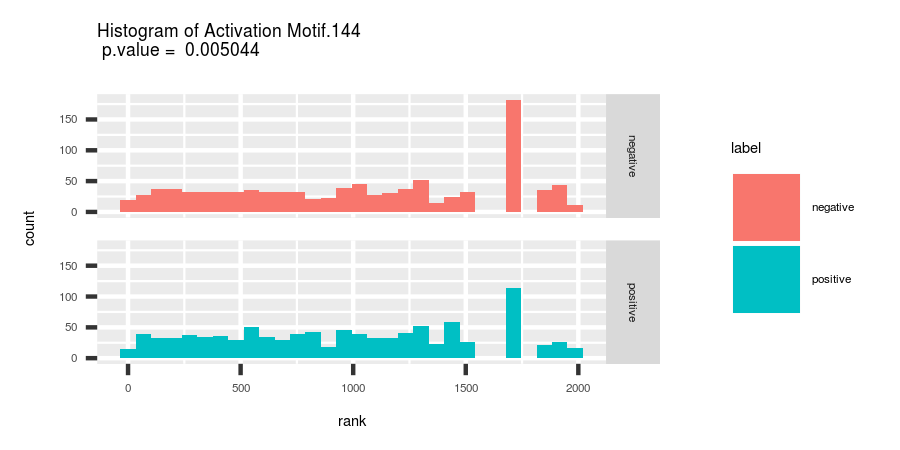 Histogram of Activation Motif.144
p.value = 0.005044
150
100
50
0
negative
150
100
50
0
positive
0 500 1000 1500 2000
rank
count
label
negative
positive